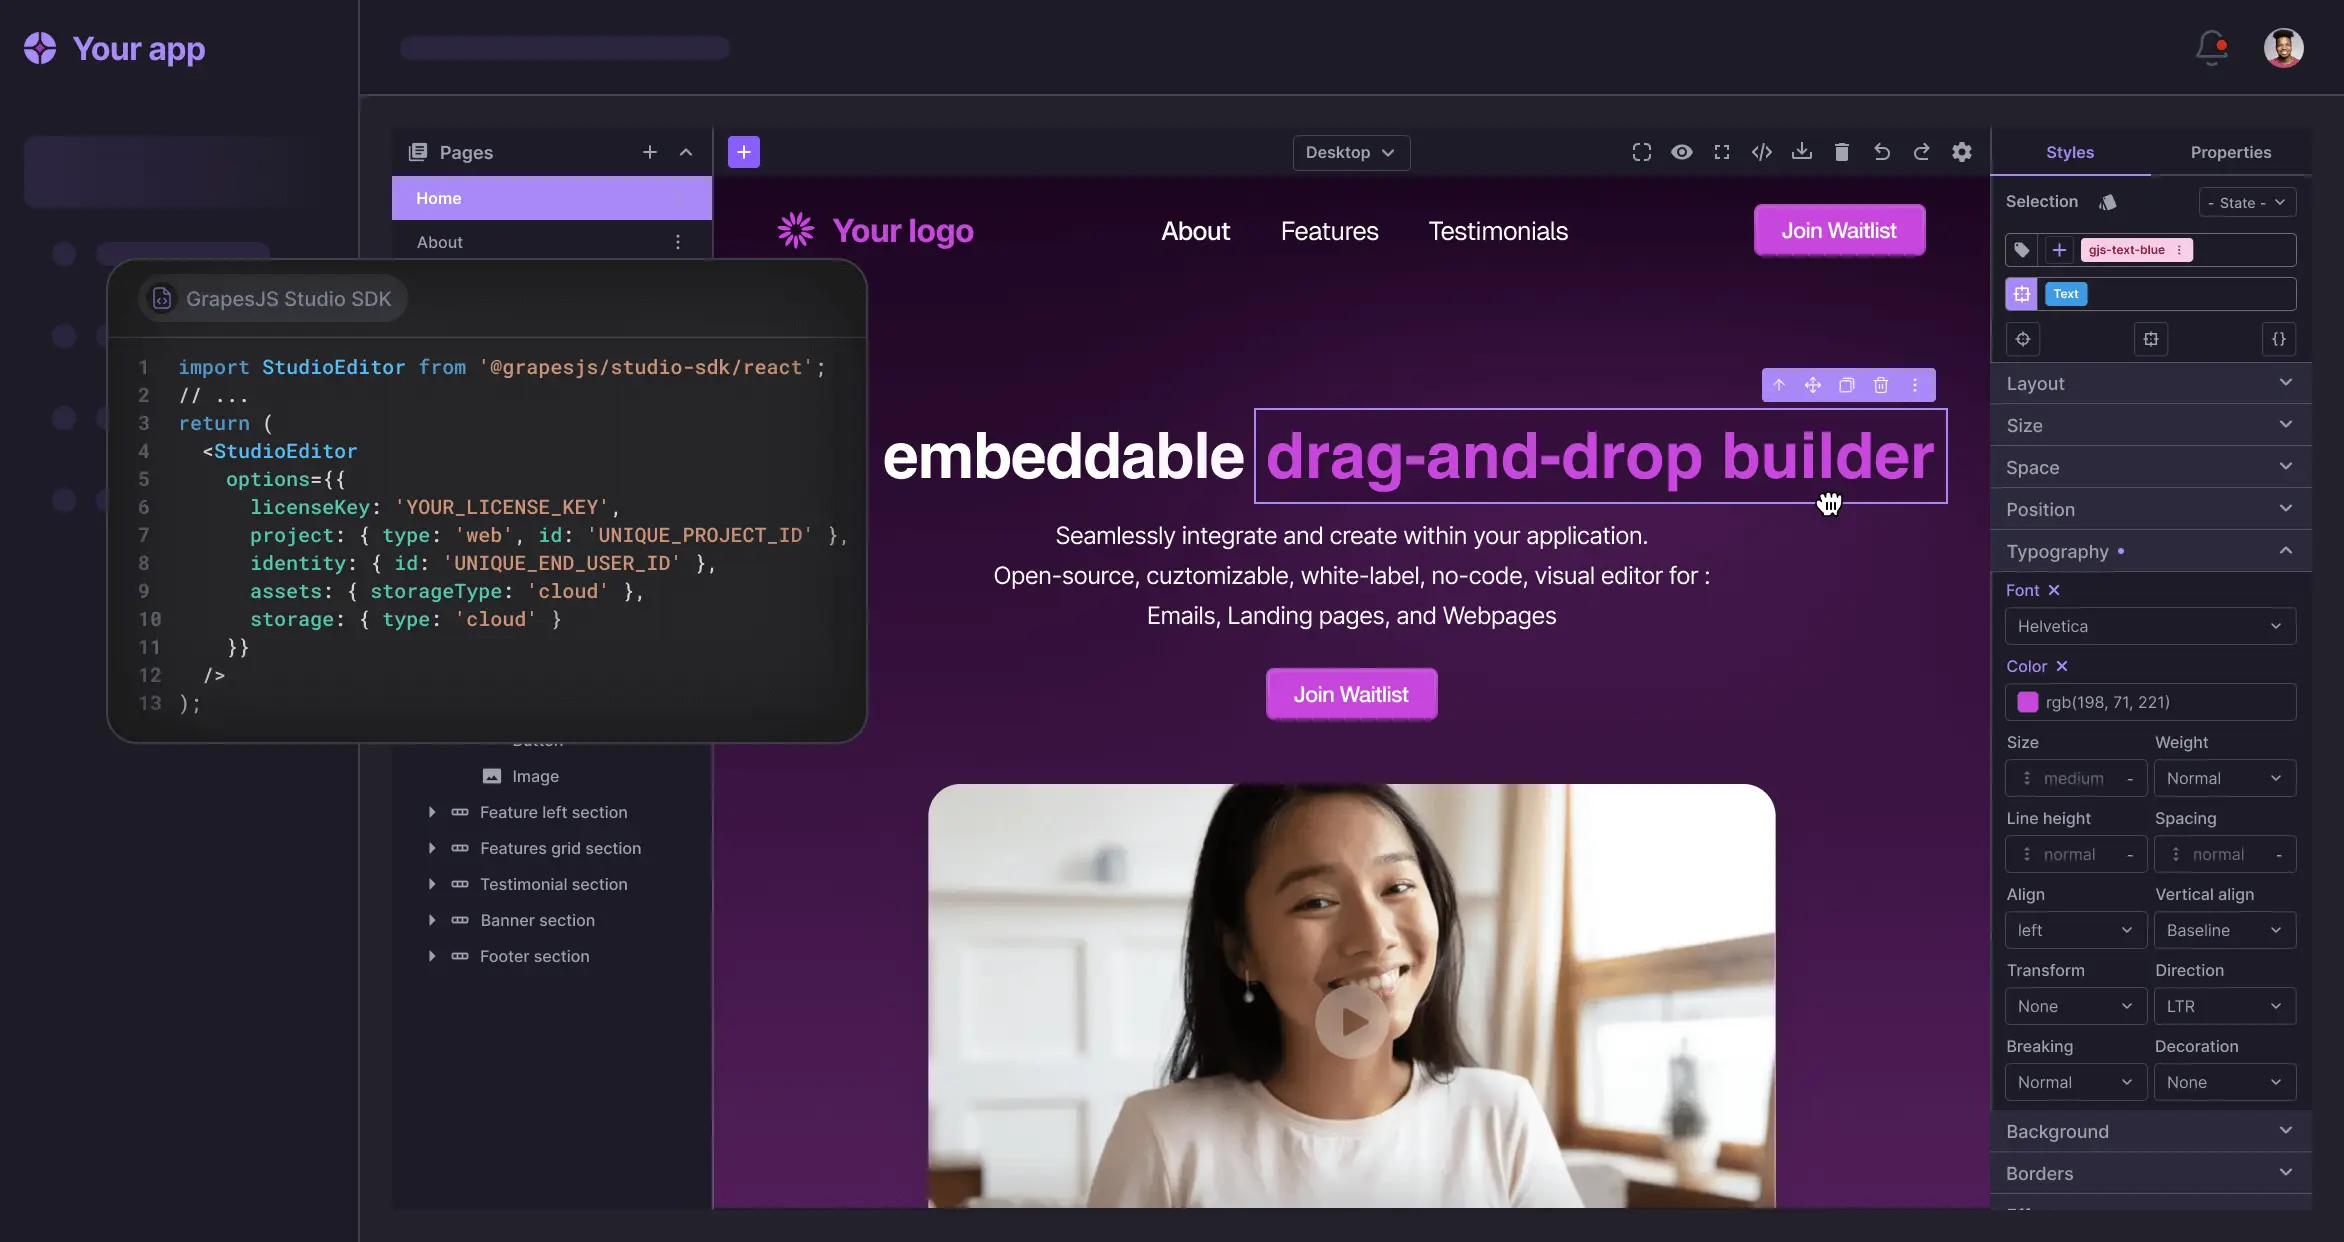 Your app
Pages
Home
About
Desktop
Your logo
About
Features
Testimonials
Join Waitlist
embeddable drag-and-drop builder
Seamlessly integrate and create within your application.
Open-source, cuztomizable, white-label, no-code, visual editor for :
Emails, Landing pages, and Webpages
Join Waitlist
GrapesJS Studio SDK
1 import StudioEditor from '@grapesjs/studio-sdk/react';
2 // ...
3 return (
4 <StudioEditor
5 options={{
6 licenseKey: 'YOUR_LICENSE_KEY',
7 project: { type: 'web', id: 'UNIQUE_PROJECT_ID' },
8 identity: { id: 'UNIQUE_END_USER_ID' },
9 assets: { storageType: 'cloud' },
10 storage: { type: 'cloud' }
11 }}
12 />
13 );
Image
Feature left section
Features grid section
Testimonial section
Banner section
Footer section
Styles
Properties
Selection
- State -
gjs-text-blue
Text
{}
Layout
Size
Space
Position
Typography
Font
Helvetica
Color
rgb(198, 71, 221)
Size
Weight
medium -
Normal
Line height
Spacing
normal -
normal -
Align
Vertical align
left
Baseline
Transform
Direction
None
LTR
Breaking
Decoration
Normal
None
Background
Borders